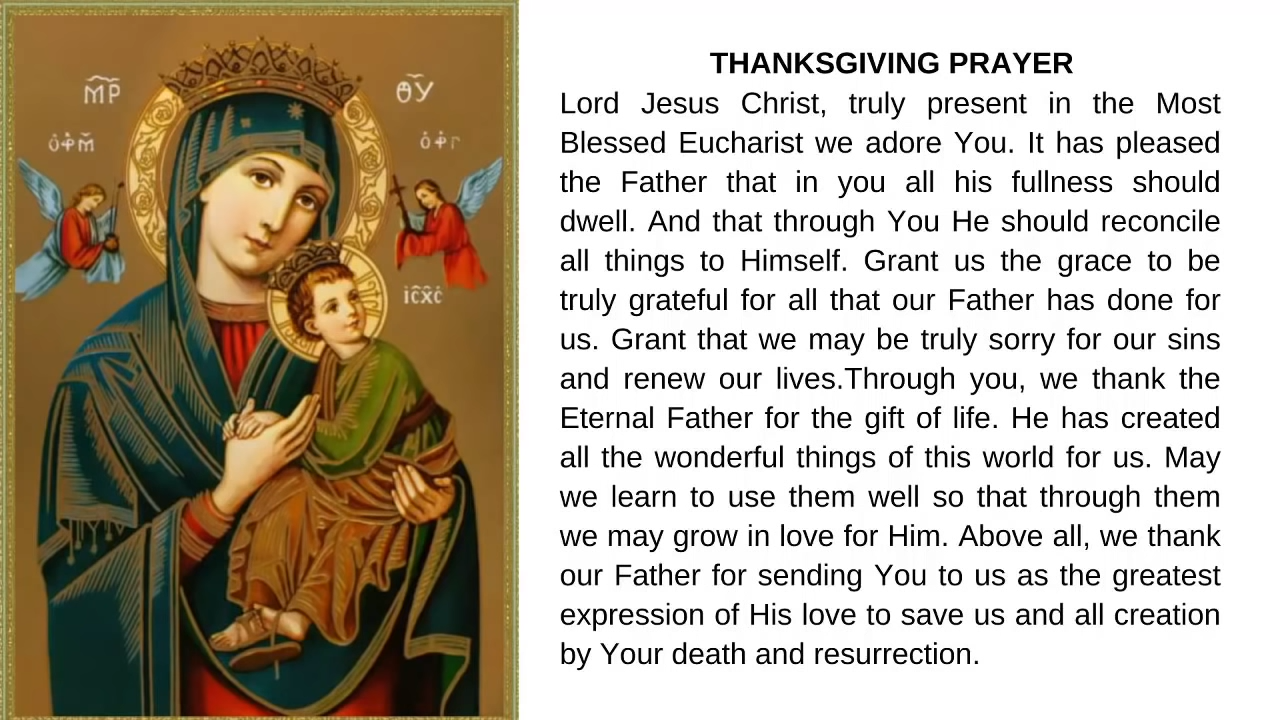 M̅P̅ Θ̅Υ̅
ὁ̂φ̂μ̂ ὁ̂φ̂Γ
ἰс̂χ̂ċ
THANKSGIVING PRAYER
Lord Jesus Christ, truly present in the Most
Blessed Eucharist we adore You. It has pleased
the Father that in you all his fullness should
dwell. And that through You He should reconcile
all things to Himself. Grant us the grace to be
truly grateful for all that our Father has done for
us. Grant that we may be truly sorry for our sins
and renew our lives.Through you, we thank the
Eternal Father for the gift of life. He has created
all the wonderful things of this world for us. May
we learn to use them well so that through them
we may grow in love for Him. Above all, we thank
our Father for sending You to us as the greatest
expression of His love to save us and all creation
by Your death and resurrection.